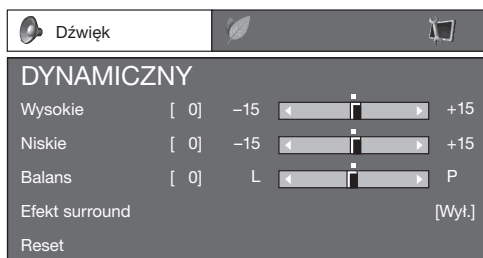 Dźwięk
DYNAMICZNY
Wysokie [ 0] –15 +15
Niskie [ 0] –15 +15
Balans [ 0] L P
Efekt surround [Wył.]
Reset